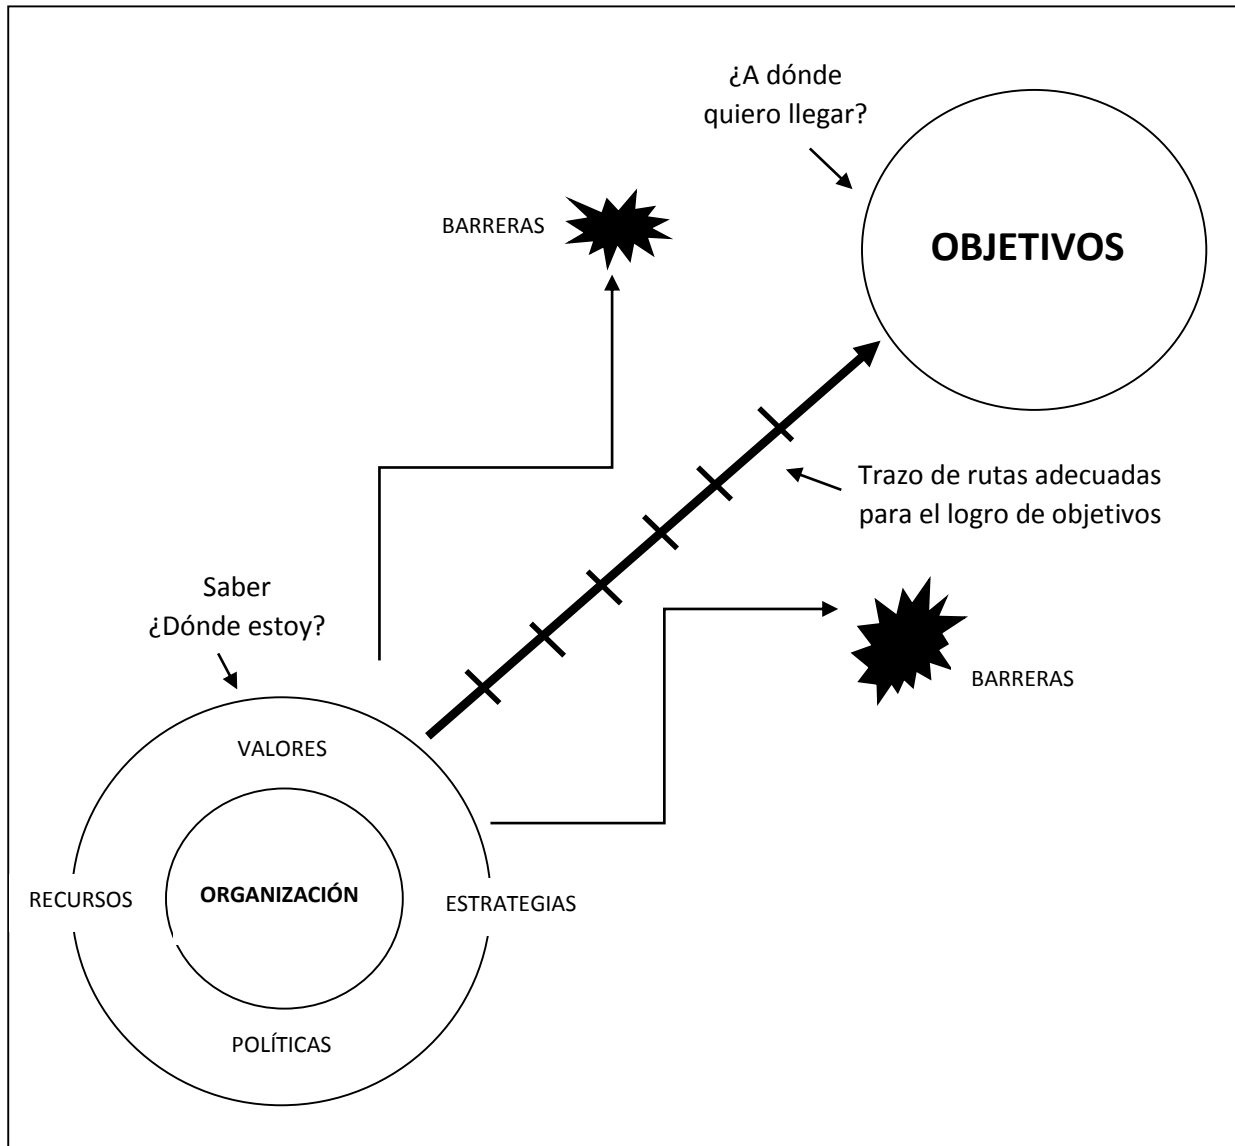 ¿A dónde
quiero llegar?
BARRERAS
OBJETIVOS
Trazo de rutas adecuadas
para el logro de objetivos
Saber
¿Dónde estoy?
BARRERAS
VALORES
RECURSOS
ORGANIZACIÓN
ESTRATEGIAS
POLÍTICAS